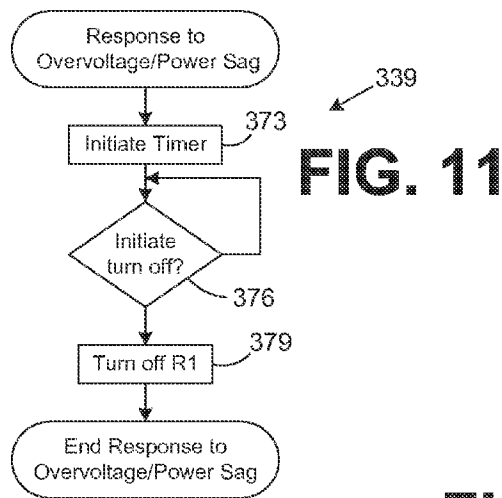 Response to
Overvoltage/Power Sag
339
373
Initiate Timer
FIG. 11
Initiate
turn off?
376
379
Turn off R1
End Response to
Overvoltage/Power Sag